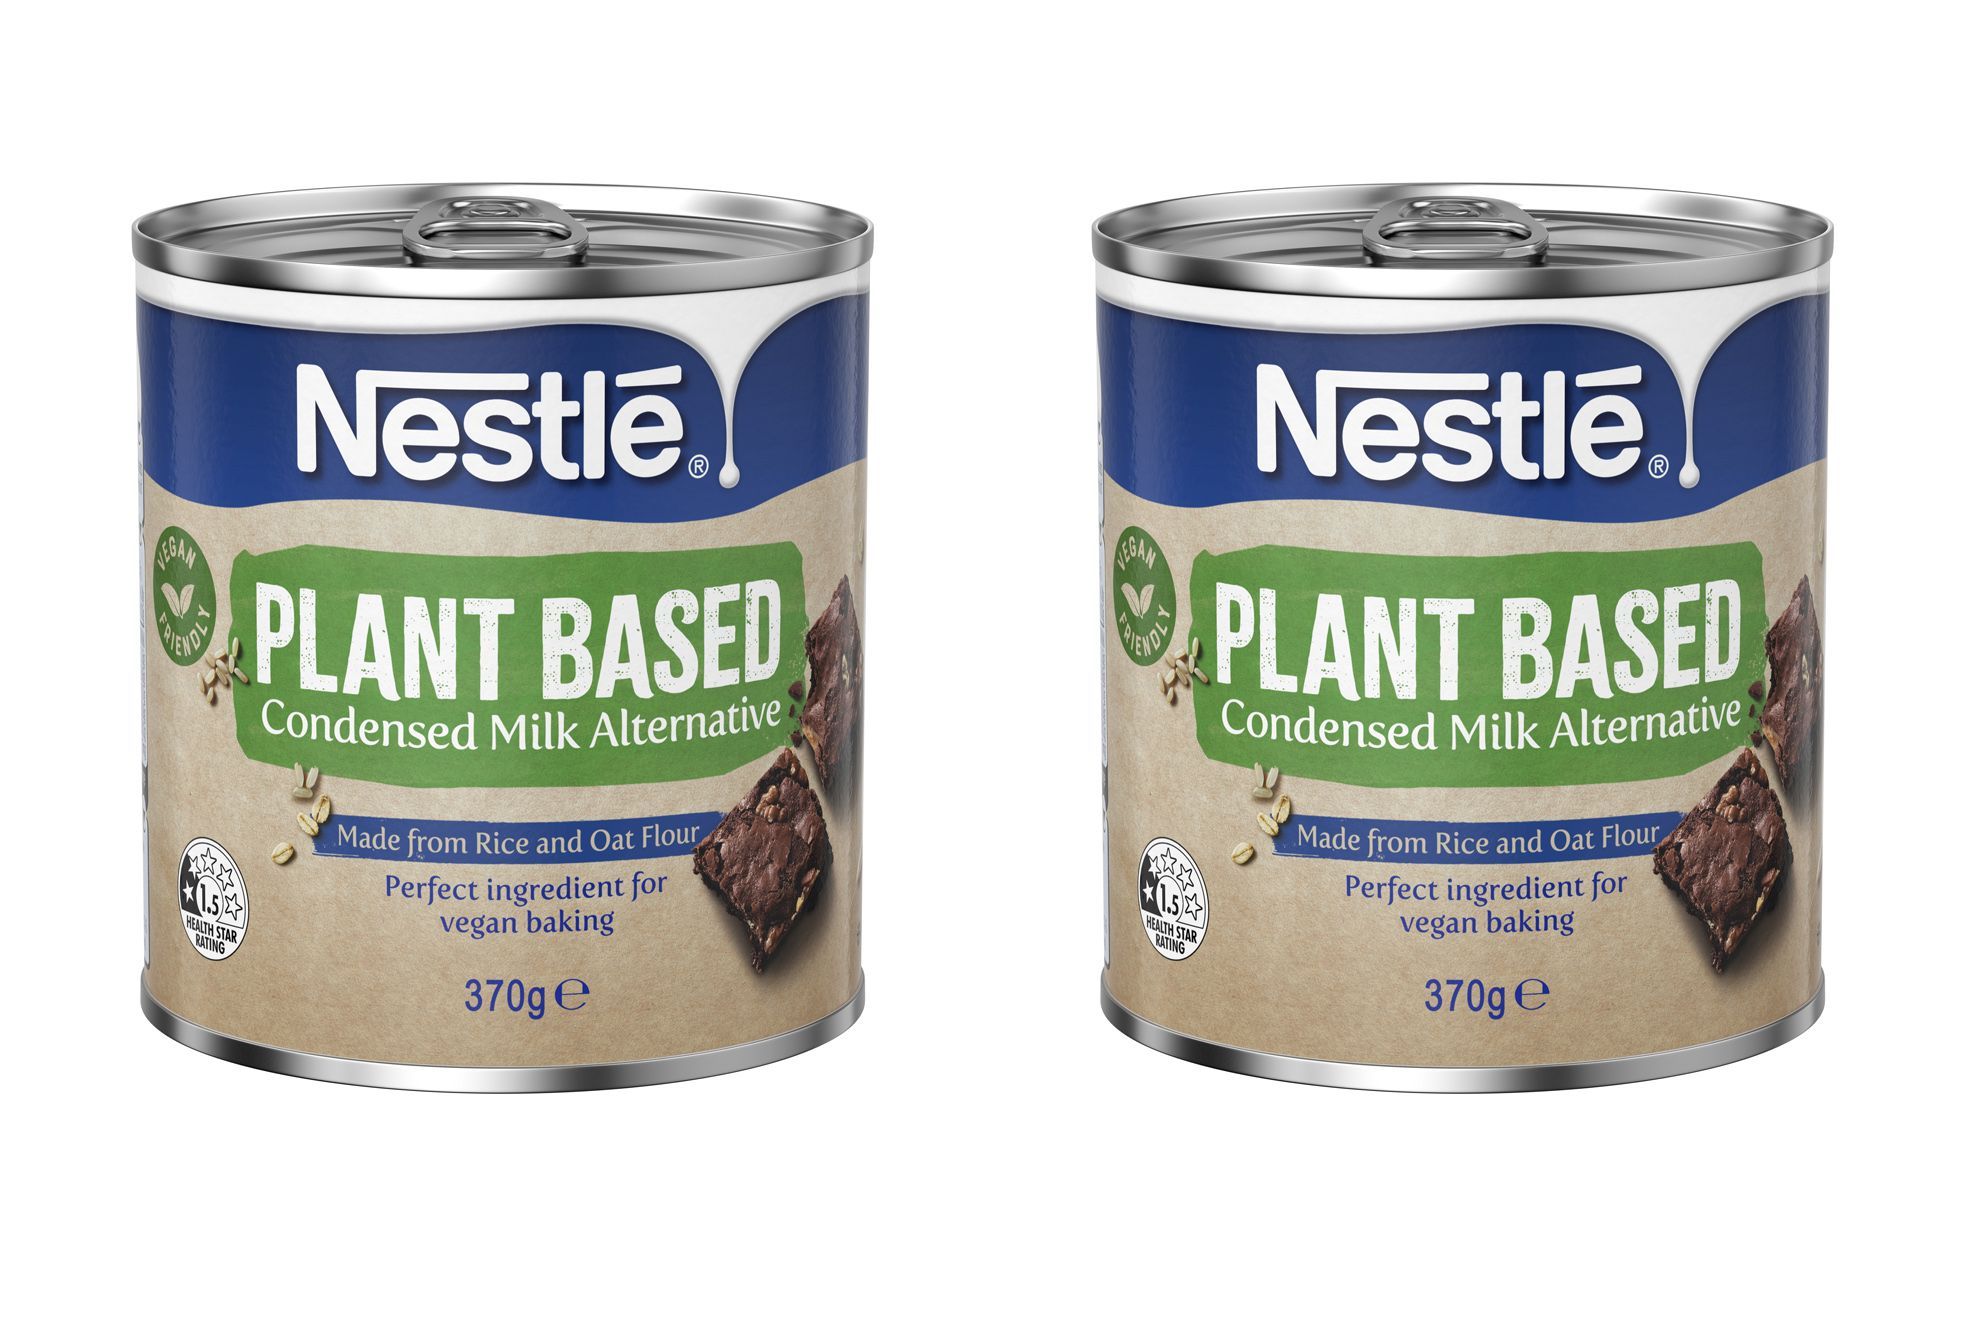 Nestlé®
VEGAN
FRIENDLY
PLANT BASED
Condensed Milk Alternative
Made from Rice and Oat Flour
Perfect ingredient for
vegan baking
1.5
HEALTH STAR
RATING
370g e
Nestlé®
VEGAN
FRIENDLY
PLANT BASED
Condensed Milk Alternative
Made from Rice and Oat Flour
Perfect ingredient for
vegan baking
1.5
HEALTH STAR
RATING
370g e